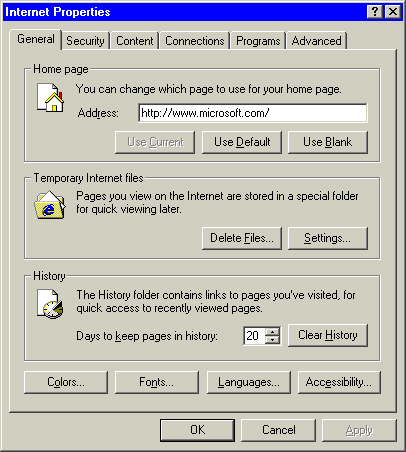 Internet Properties
General Security Content Connections Programs Advanced
Home page
You can change which page to use for your home page.
Address: http://www.microsoft.com/
Use Current Use Default Use Blank
Temporary Internet files
Pages you view on the Internet are stored in a special folder
for quick viewing later.
Delete Files... Settings...
History
The History folder contains links to pages you've visited, for
quick access to recently viewed pages.
Days to keep pages in history: 20 Clear History
Colors... Fonts... Languages... Accessibility...
OK Cancel Apply